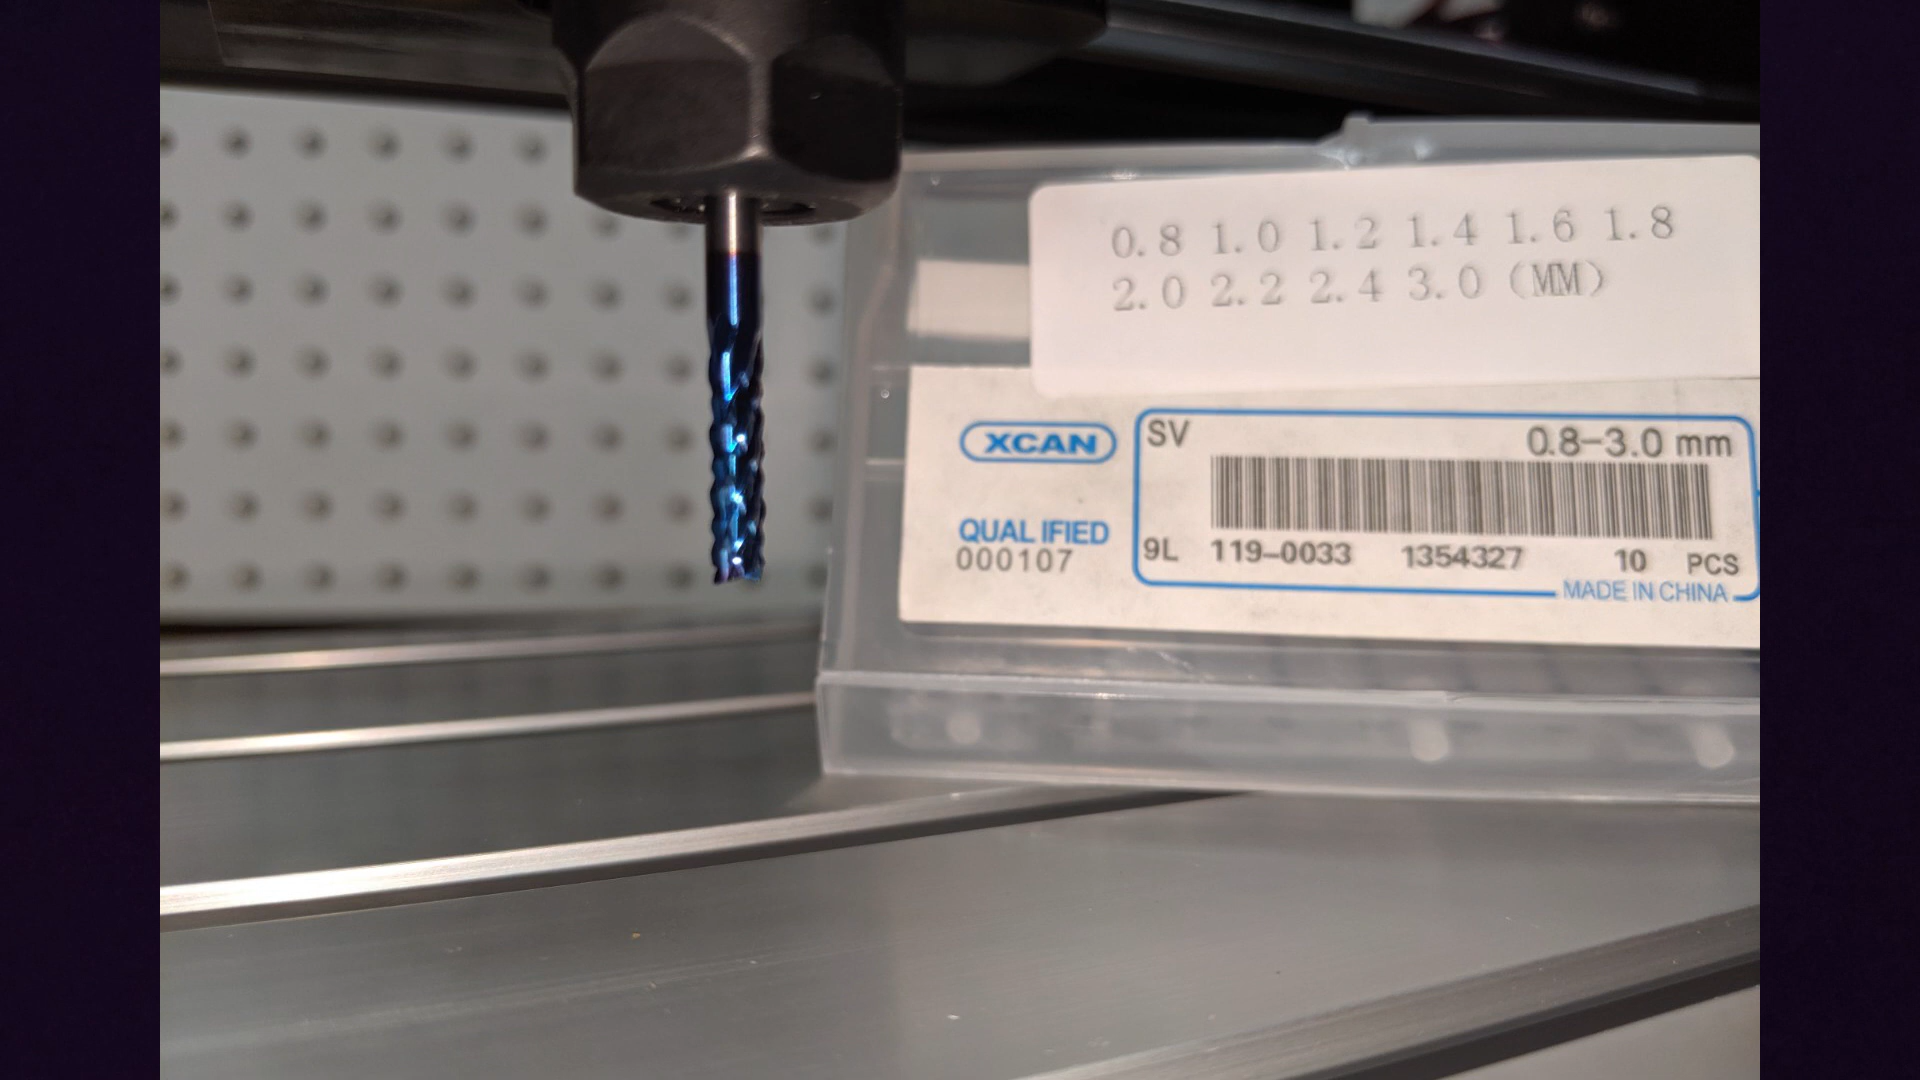 0.8 1.0 1.2 1.4 1.6 1.8
2.0 2.2 2.4 3.0 (MM)
XCAN
QUALIFIED
000107
SV 0.8-3.0 mm
9L 119-0033 1354327 10 PCS
MADE IN CHINA